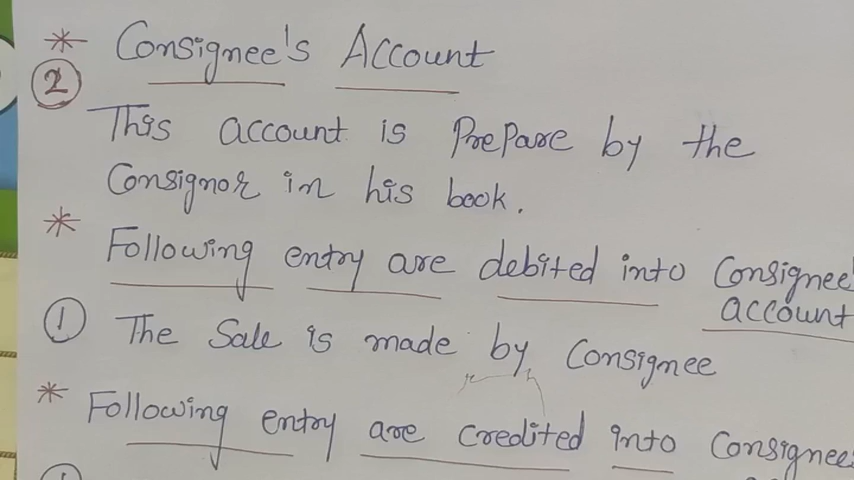 * Consignee's Account
② This account is Prepare by the
Consignor in his book.
* Following entry are debited into Consignee
account
① The Sale is made by Consignee
* Following entry are credited into Consignee